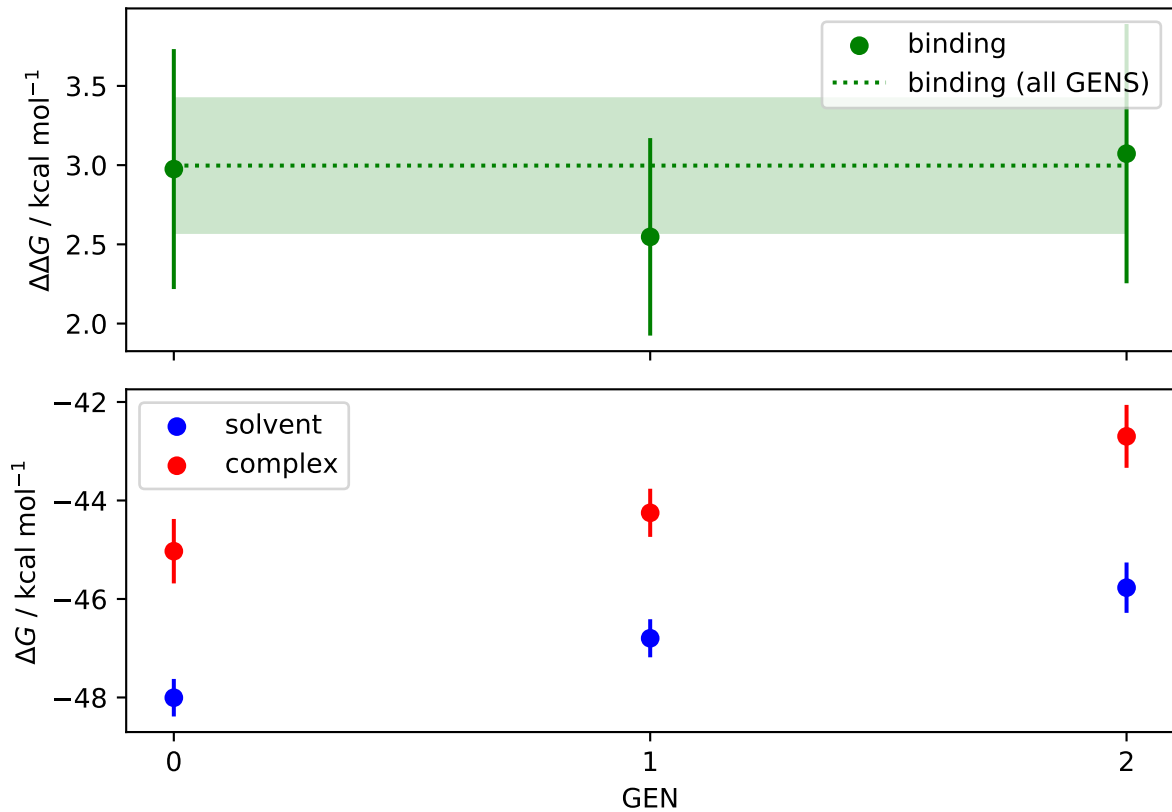 binding
binding (all GENS)
ΔΔG / kcal mol⁻¹
3.5
3.0
2.5
2.0
solvent
complex
ΔG / kcal mol⁻¹
−42
−44
−46
−48
0
1
2
GEN